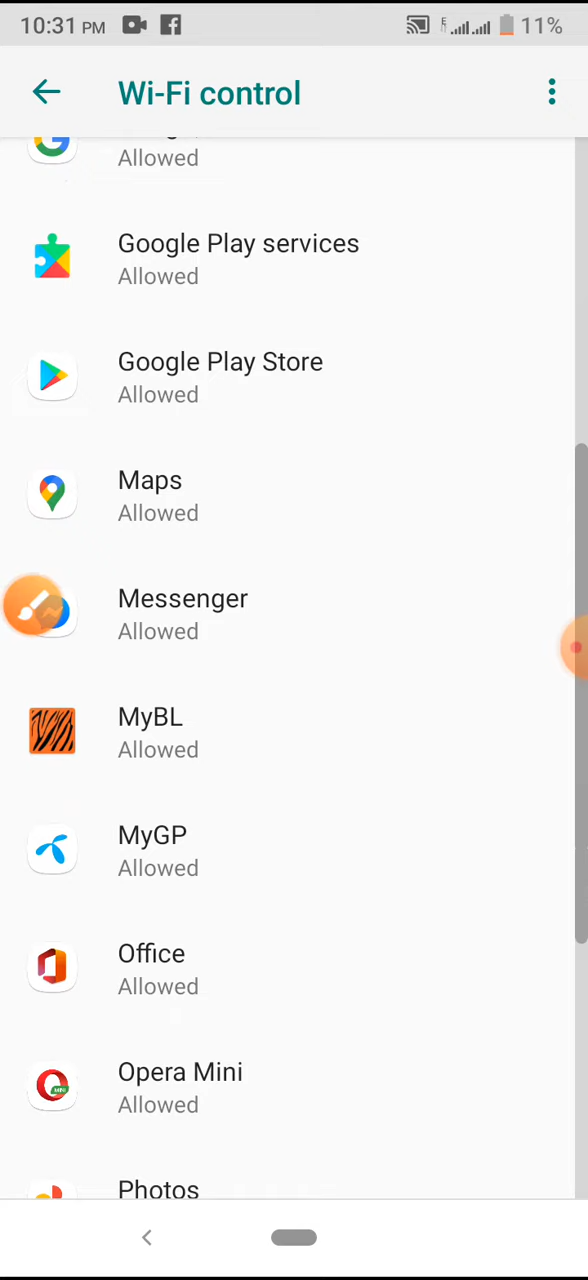 10:31 PM 11%
Wi-Fi control
Allowed
Google Play services
Allowed
Google Play Store
Allowed
Maps
Allowed
Messenger
Allowed
MyBL
Allowed
MyGP
Allowed
Office
Allowed
Opera Mini
Allowed
Photos